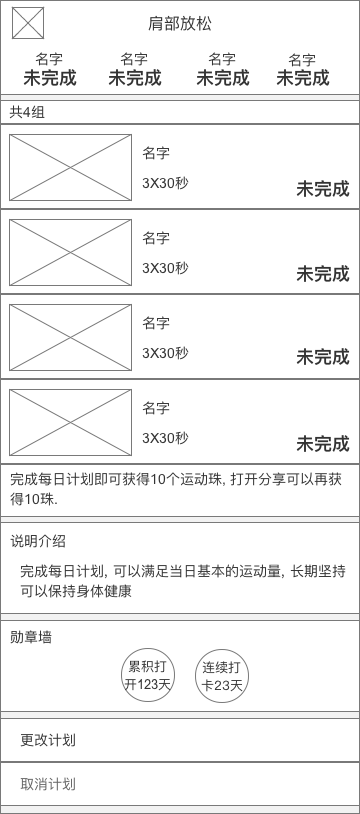 肩部放松
名字 名字 名字 名字
未完成 未完成 未完成 未完成
共4组
名字
3X30秒
未完成
名字
3X30秒
未完成
名字
3X30秒
未完成
名字
3X30秒
未完成
完成每日计划即可获得10个运动珠, 打开分享可以再获
得10珠.
说明介绍
完成每日计划, 可以满足当日基本的运动量, 长期坚持
可以保持身体健康
勋章墙
累积打
开123天
连续打
卡23天
更改计划
取消计划